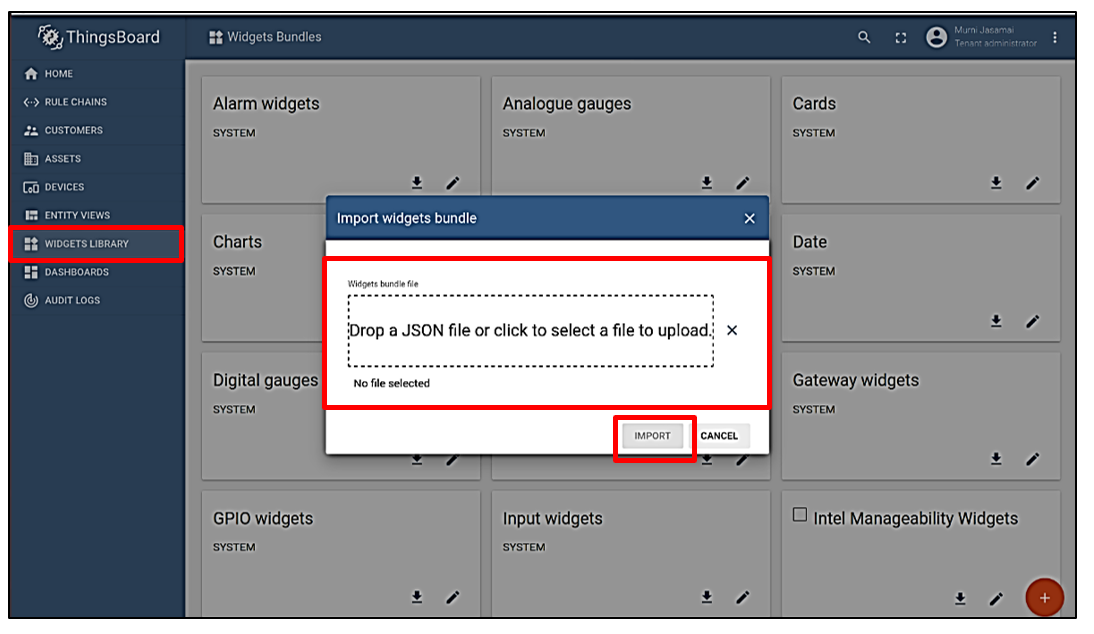 ThingsBoard
Widgets Bundles
Murni Jasamai
Tenant administrator
HOME
RULE CHAINS
CUSTOMERS
ASSETS
DEVICES
ENTITY VIEWS
WIDGETS LIBRARY
DASHBOARDS
AUDIT LOGS
Alarm widgets
SYSTEM
Analogue gauges
SYSTEM
Cards
SYSTEM
Charts
SYSTEM
Date
SYSTEM
Import widgets bundle
Widgets bundle file
Drop a JSON file or click to select a file to upload.
No file selected
IMPORT
CANCEL
Digital gauges
SYSTEM
Gateway widgets
SYSTEM
GPIO widgets
SYSTEM
Input widgets
SYSTEM
Intel Manageability Widgets